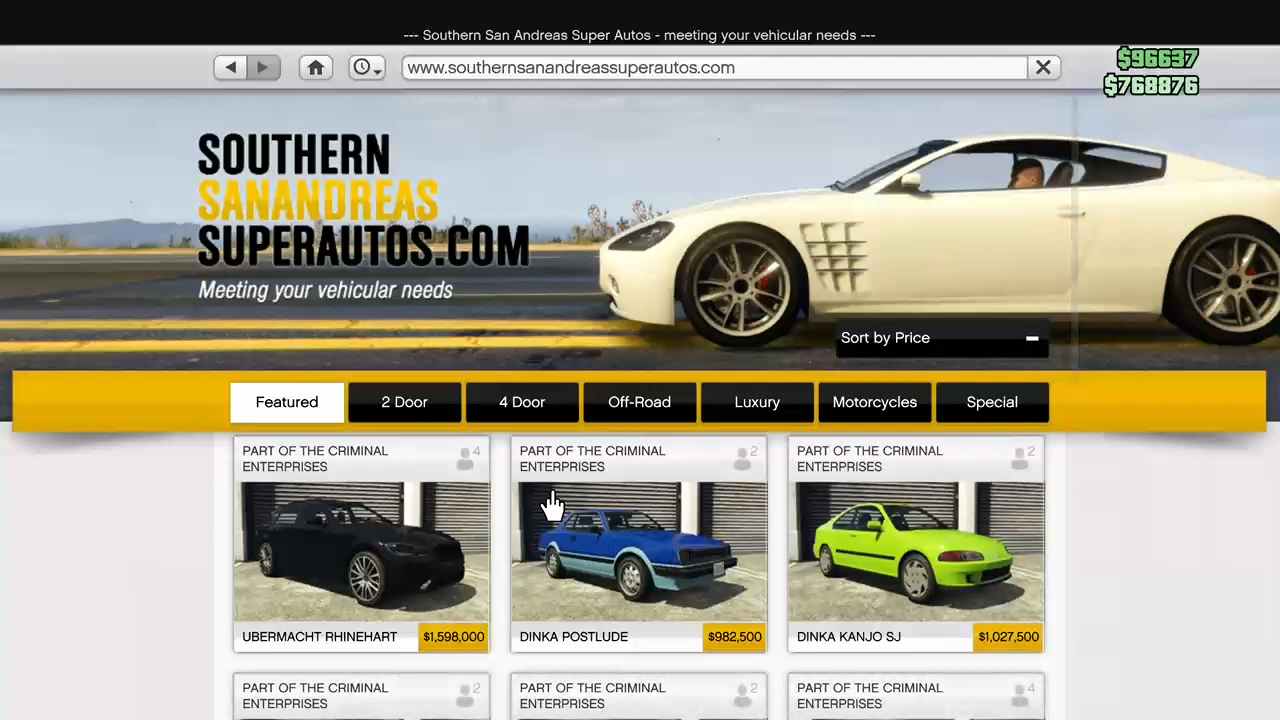 --- Southern San Andreas Super Autos - meeting your vehicular needs ---
www.southernsanandreassuperautos.com
$96637
$768876
SOUTHERN
SANANDREAS
SUPERAUTOS.COM
Meeting your vehicular needs
Sort by Price
Featured
2 Door
4 Door
Off-Road
Luxury
Motorcycles
Special
PART OF THE CRIMINAL
ENTERPRISES
4
UBERMACHT RHINEHART
$1,598,000
PART OF THE CRIMINAL
ENTERPRISES
2
DINKA POSTLUDE
$982,500
PART OF THE CRIMINAL
ENTERPRISES
2
DINKA KANJO SJ
$1,027,500
PART OF THE CRIMINAL
ENTERPRISES
2
PART OF THE CRIMINAL
ENTERPRISES
2
PART OF THE CRIMINAL
ENTERPRISES
4